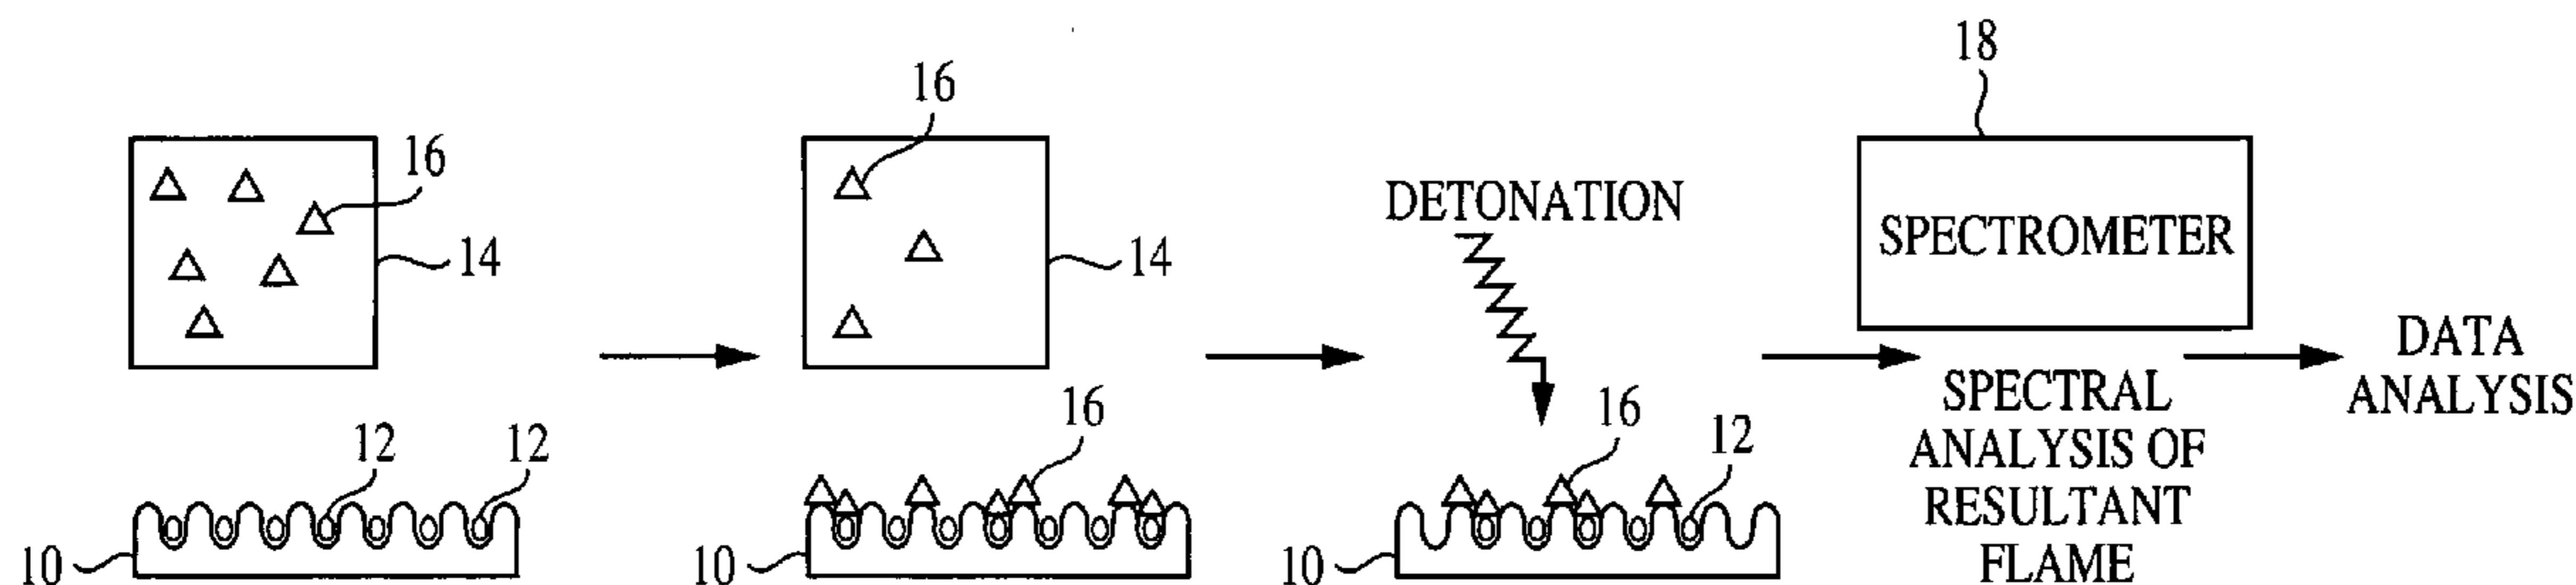 16
14
12
12
10
16
14
16
10
DETONATION
16
12
10
18
SPECTROMETER
SPECTRAL
ANALYSIS OF
RESULTANT
FLAME
DATA
ANALYSIS